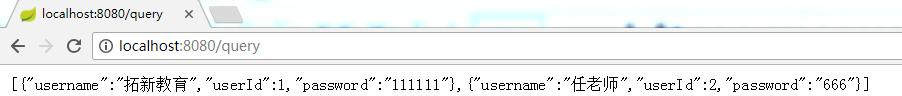 localhost:8080/query
localhost:8080/query
[{"username":"拓新教育","userId":1,"password":"111111"},{"username":"任老师","userId":2,"password":"666"}]